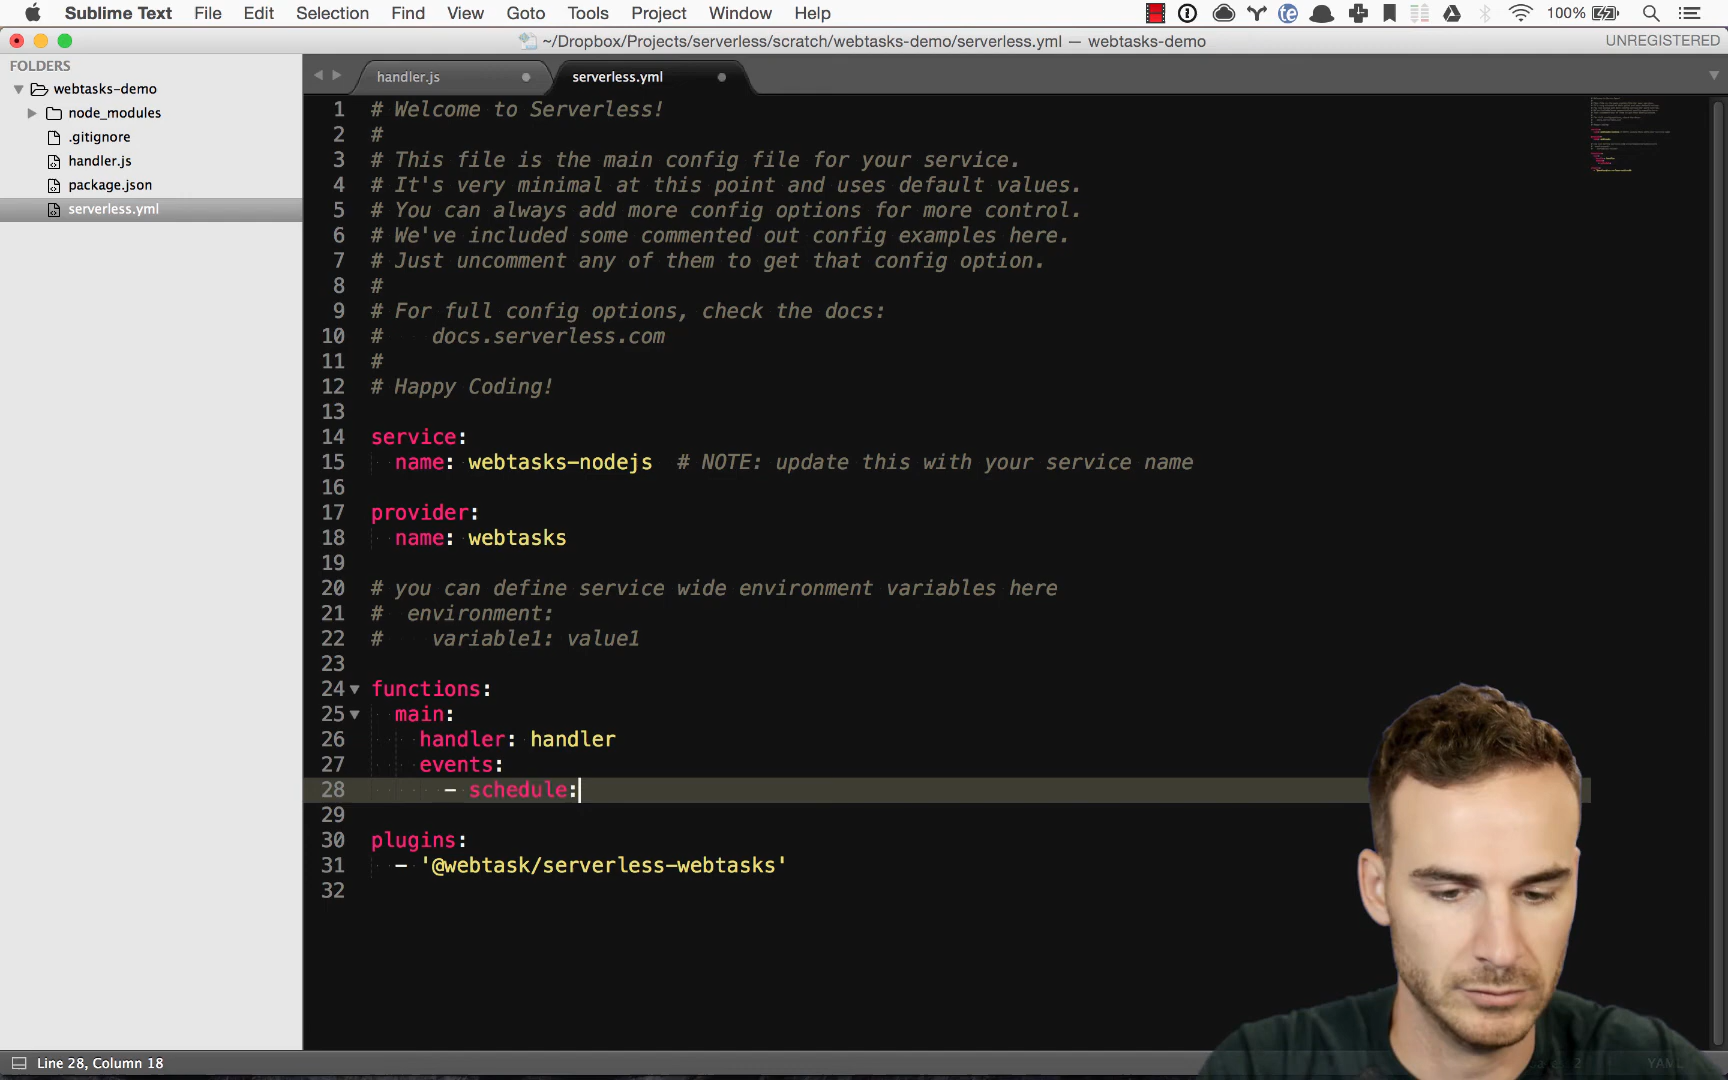 Sublime Text File Edit Selection Find View Goto Tools Project Window Help 100%
~/Dropbox/Projects/serverless/scratch/webtasks-demo/serverless.yml — webtasks-demo UNREGISTERED
FOLDERS
webtasks-demo
node_modules
.gitignore
handler.js
package.json
serverless.yml
handler.js serverless.yml
1 # Welcome to Serverless!
2 #
3 # This file is the main config file for your service.
4 # It's very minimal at this point and uses default values.
5 # You can always add more config options for more control.
6 # We've included some commented out config examples here.
7 # Just uncomment any of them to get that config option.
8 #
9 # For full config options, check the docs:
10 #    docs.serverless.com
11 #
12 # Happy Coding!
13
14 service:
15   name: webtasks-nodejs  # NOTE: update this with your service name
16
17 provider:
18   name: webtasks
19
20 # you can define service wide environment variables here
21 #  environment:
22 #    variable1: value1
23
24 functions:
25   main:
26     handler: handler
27     events:
28       - schedule:
29
30 plugins:
31   - '@webtask/serverless-webtasks'
32
Line 28, Column 18